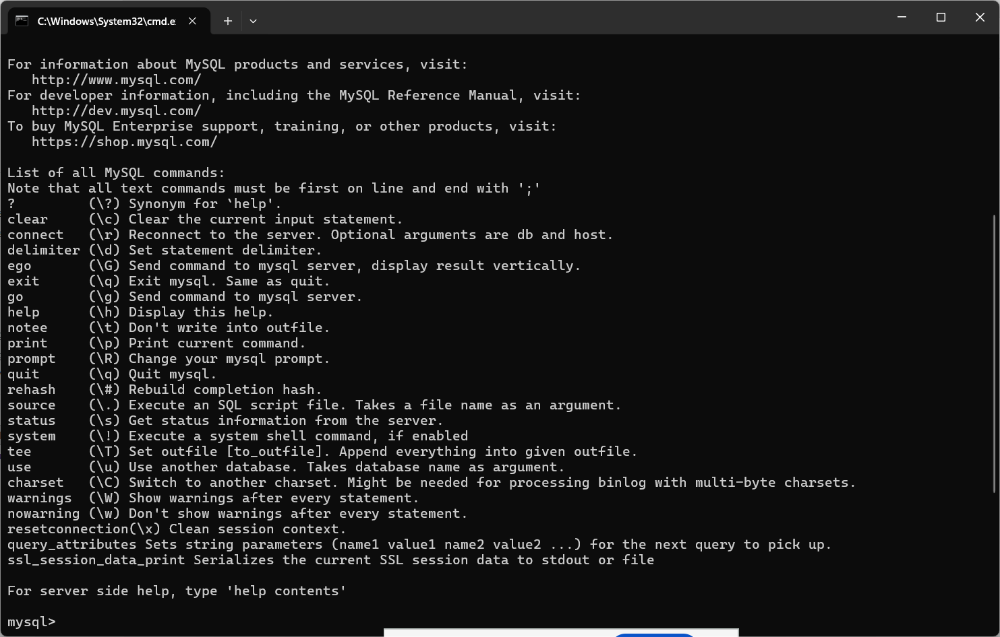 C:\Windows\System32\cmd.e
For information about MySQL products and services, visit:
   http://www.mysql.com/
For developer information, including the MySQL Reference Manual, visit:
   http://dev.mysql.com/
To buy MySQL Enterprise support, training, or other products, visit:
   https://shop.mysql.com/
List of all MySQL commands:
Note that all text commands must be first on line and end with ';'
?         (\?) Synonym for `help'.
clear     (\c) Clear the current input statement.
connect   (\r) Reconnect to the server. Optional arguments are db and host.
delimiter (\d) Set statement delimiter.
ego       (\G) Send command to mysql server, display result vertically.
exit      (\q) Exit mysql. Same as quit.
go        (\g) Send command to mysql server.
help      (\h) Display this help.
notee     (\t) Don't write into outfile.
print     (\p) Print current command.
prompt    (\R) Change your mysql prompt.
quit      (\q) Quit mysql.
rehash    (\#) Rebuild completion hash.
source    (\.) Execute an SQL script file. Takes a file name as an argument.
status    (\s) Get status information from the server.
system    (\!) Execute a system shell command, if enabled
tee       (\T) Set outfile [to_outfile]. Append everything into given outfile.
use       (\u) Use another database. Takes database name as argument.
charset   (\C) Switch to another charset. Might be needed for processing binlog with multi-byte charsets.
warnings  (\W) Show warnings after every statement.
nowarning (\w) Don't show warnings after every statement.
resetconnection(\x) Clean session context.
query_attributes Sets string parameters (name1 value1 name2 value2 ...) for the next query to pick up.
ssl_session_data_print Serializes the current SSL session data to stdout or file
For server side help, type 'help contents'
mysql>